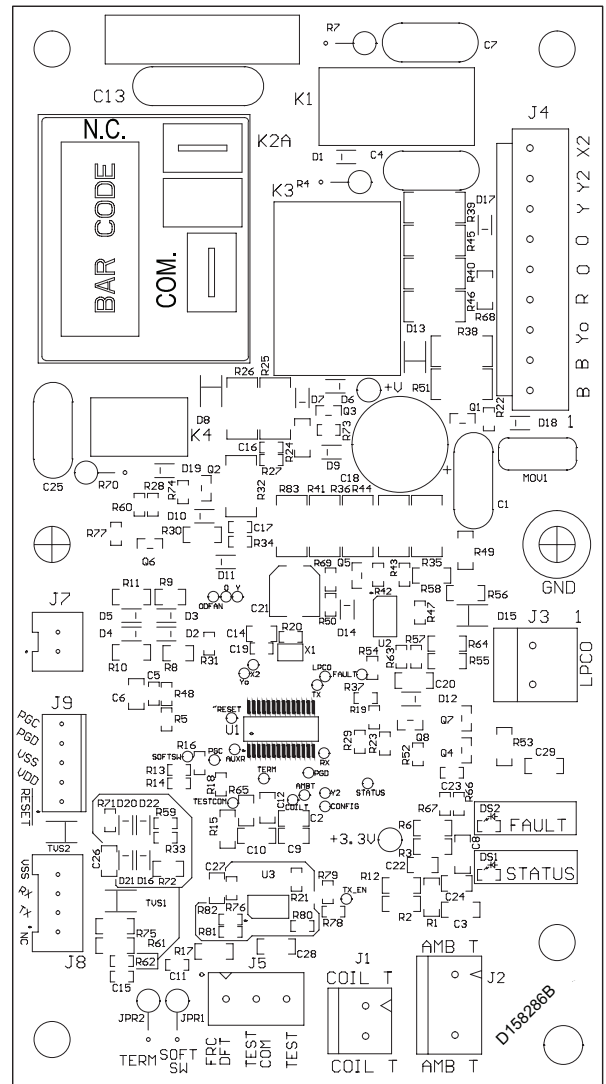 R7
C7
C13
K1
J4
N.C.
K2A
D1
C4
X2
R4
Y2
K3
R39
D17
Y
BAR CODE
R45
O
COM.
R40
O
R46
R68
R
D13
R38
Yo
R26
R25
B
R51
D6
+V
B
D8
D7
Q3
R22
Q1
1
K4
R73
D18
C16
R24
R27
D9
D19
Q2
C18
+
C25
R70
R28
R74
R32
MOV1
R60
D10
R83
R41
R36
R44
C1
R77
R30
C17
R34
Q6
D11
R69
Q5
R43
R35
R49
R42
R58
GND
R11
R9
O
Y
ODFAN
C21
R50
D14
R47
R56
J7
D5
D3
C14
R20
U2
D15
J3
1
D4
D2
C19
X1
R54
R63
R57
R64
R10
R8
R31
X2
Yo
LPCO
FAULT
R55
LPCO
J9
C6
C5
R48
TX
R37
C20
D12
PGC
PGD
VSS
VDD
RESET
R5
RESET
U1
R19
Q7
Q8
R53
R16
SOFTSW
PGC
AUXR
RX
R29
R23
R52
Q4
C29
R13
R14
R18
TERM
PGD
R71
D20
D22
R59
TESTCOM
R65
AMBT
Y2
STATUS
C23
R66
R67
COILT
CONFIG
DS2
FAULT
TVS2
R15
C12
C2
R6
R33
C10
C9
+3.3V
R3
C8
C26
C22
DS1
STATUS
VSS
D21
D16
R72
C27
U3
R79
RX
TVS1
R21
TX_EN
R12
C24
TX
R82
R76
R2
R1
C3
NC
R75
R61
R81
R80
R78
J8
R62
R17
C28
C15
C11
J5
J1
AMB T
J2
COIL T
JPR2
JPR1
TERM
SOFT SW
FRC DFT
TEST COM
TEST
COIL T
AMB T
D158286B